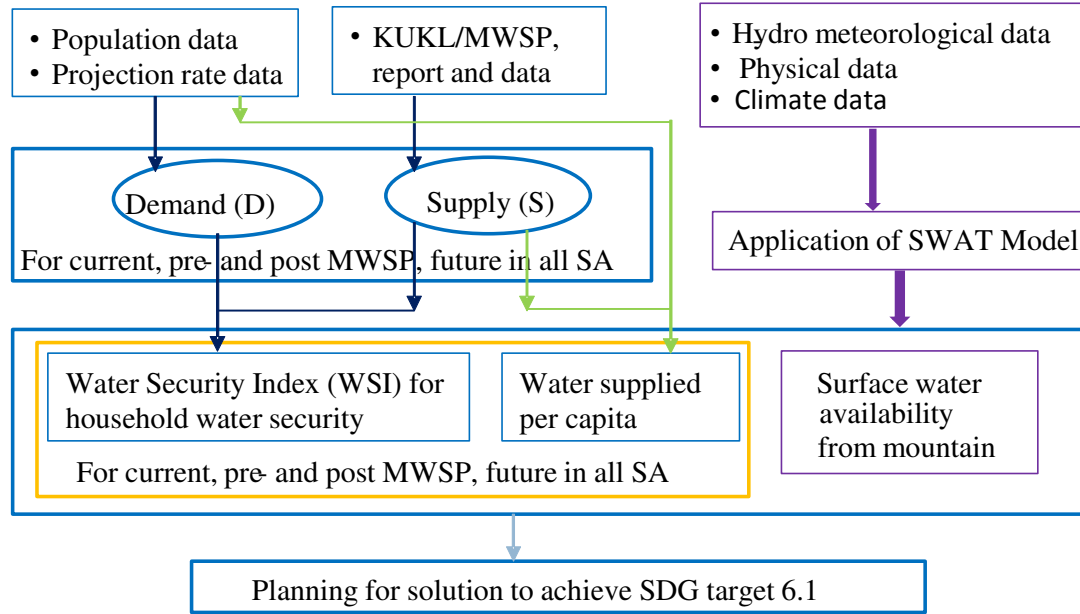 • Population data
• Projection rate data
• KUKL/MWSP,
report and data
• Hydro meteorological data
• Physical data
• Climate data
Demand (D)
Supply (S)
For current, pre- and post MWSP, future in all SA
Application of SWAT Model
Water Security Index (WSI) for
household water security
Water supplied
per capita
For current, pre- and post MWSP, future in all SA
Surface water
availability
from mountain
Planning for solution to achieve SDG target 6.1